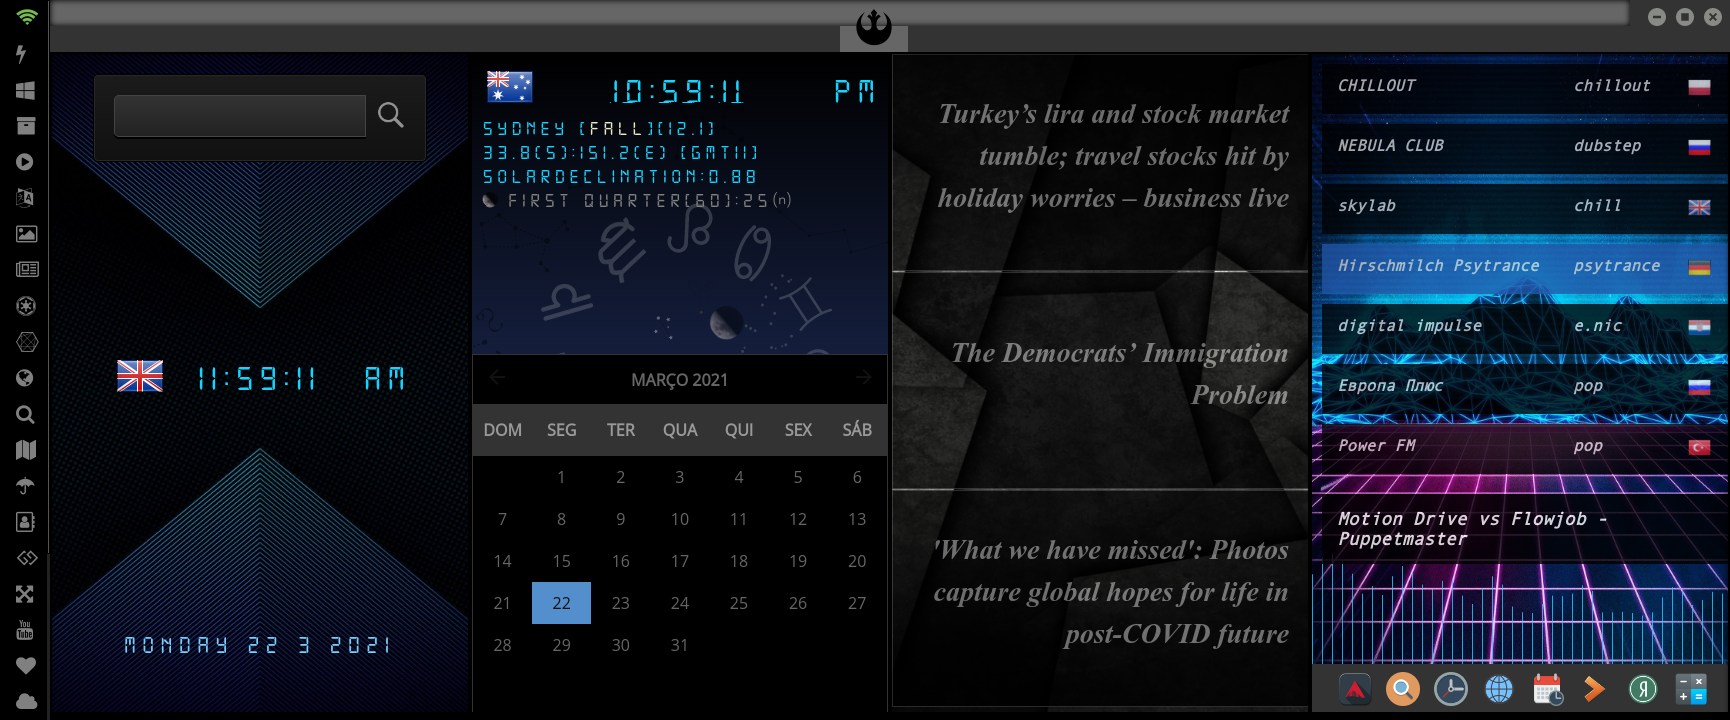 11:59:11 AM
MONDAY 22 3 2021
10:59:11 PM
SYDNEY [FALL][12.1]
33.8(S):151.2(E) [GMT11]
SOLARDECLINATION:0.88
FIRST QUARTER[60]:25(n)
MARÇO 2021
DOM SEG TER QUA QUI SEX SÁB
1 2 3 4 5 6
7 8 9 10 11 12 13
14 15 16 17 18 19 20
21 22 23 24 25 26 27
28 29 30 31
Turkey’s lira and stock market
tumble; travel stocks hit by
holiday worries – business live
The Democrats’ Immigration
Problem
'What we have missed': Photos
capture global hopes for life in
post-COVID future
CHILLOUT chillout
NEBULA CLUB dubstep
skylab chill
Hirschmilch Psytrance psytrance
digital impulse e.nic
Европа Плюс pop
Power FM pop
Motion Drive vs Flowjob -
Puppetmaster
You
Tube
Я